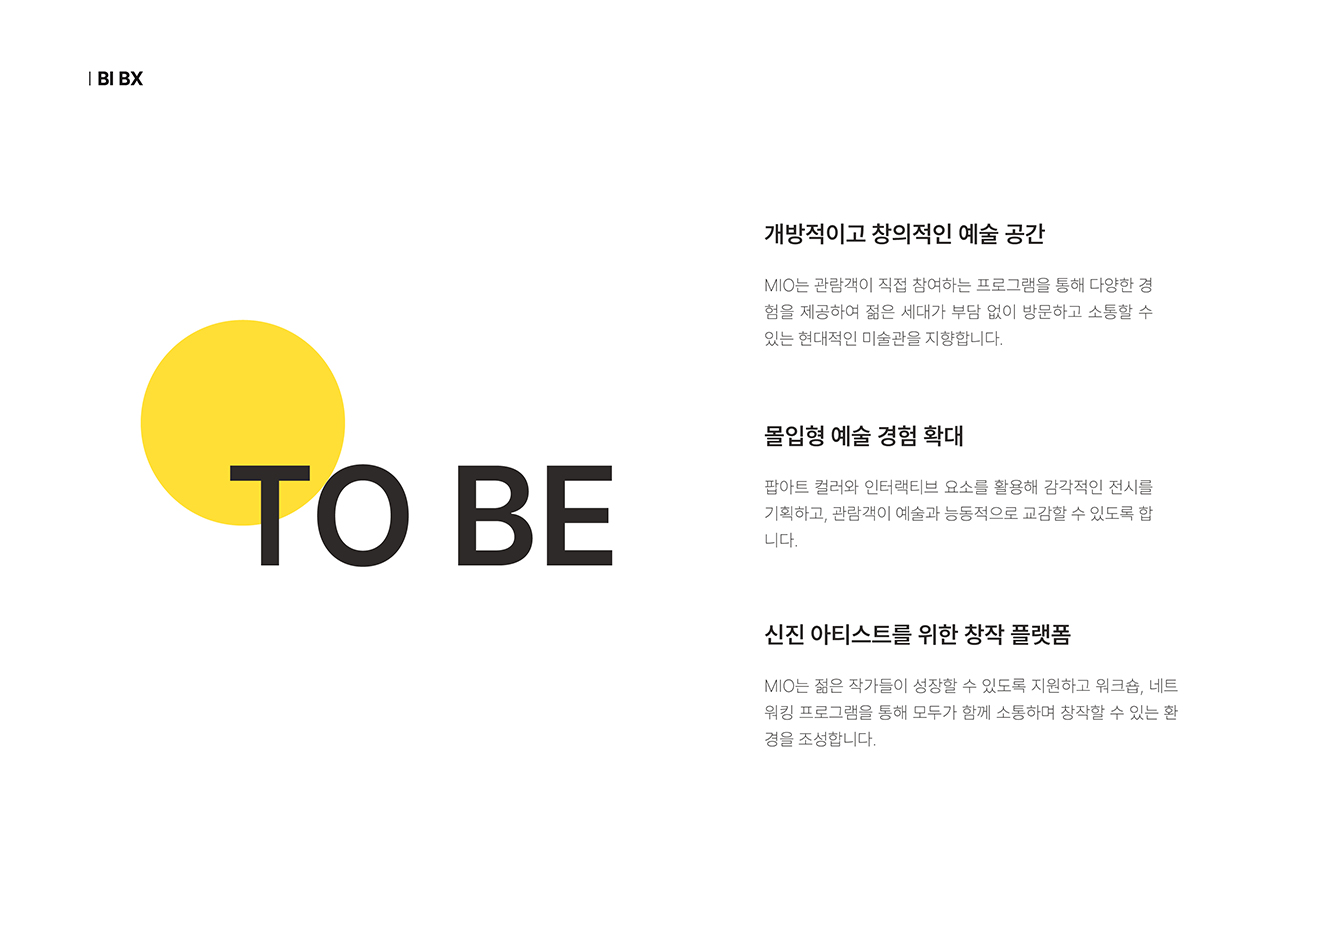 | BI BX
TO BE
개방적이고 창의적인 예술 공간
MIO는 관람객이 직접 참여하는 프로그램을 통해 다양한 경
험을 제공하여 젊은 세대가 부담 없이 방문하고 소통할 수
있는 현대적인 미술관을 지향합니다.
몰입형 예술 경험 확대
팝아트 컬러와 인터랙티브 요소를 활용해 감각적인 전시를
기획하고, 관람객이 예술과 능동적으로 교감할 수 있도록 합
니다.
신진 아티스트를 위한 창작 플랫폼
MIO는 젊은 작가들이 성장할 수 있도록 지원하고 워크숍, 네트
워킹 프로그램을 통해 모두가 함께 소통하며 창작할 수 있는 환
경을 조성합니다.